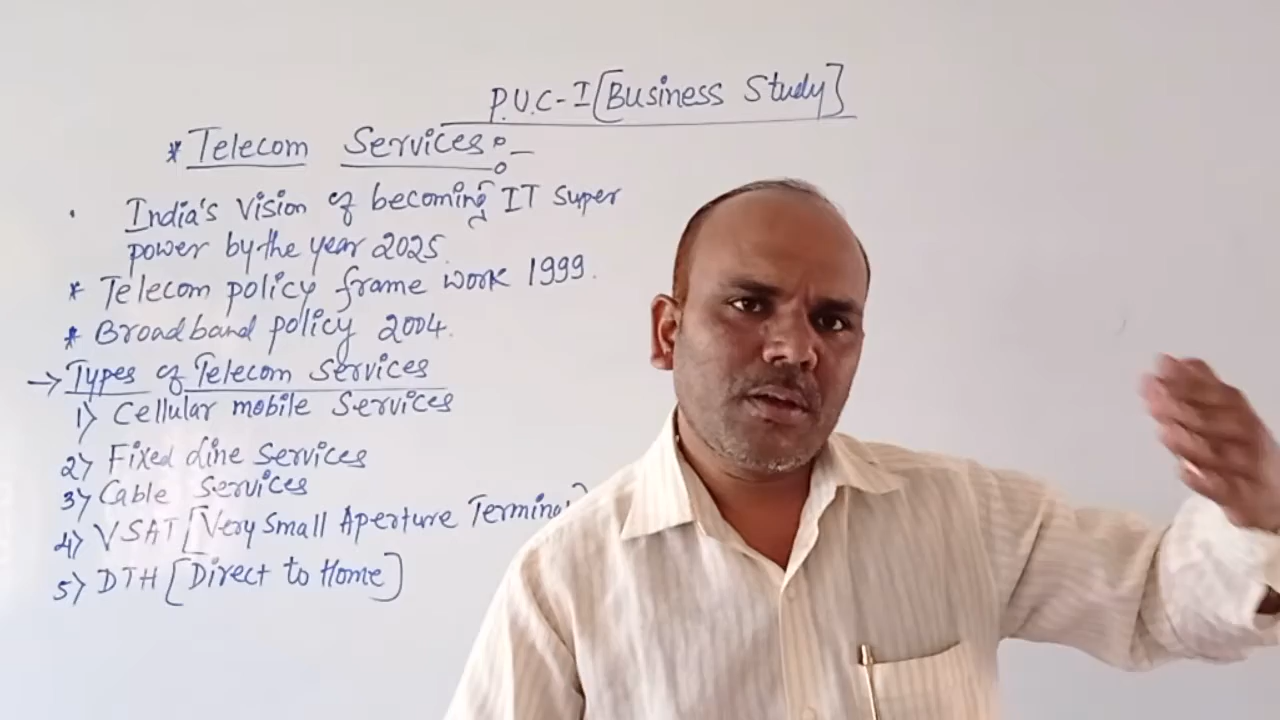 P.U.C-I [Business Study]
* Telecom Services:-
. India's Vision of becoming IT super
power by the year 2025.
* Telecom policy frame work 1999.
* Broadband policy 2004.
→ Types of Telecom Services
1) Cellular mobile Services
2) Fixed Line Services
3) Cable Services
4) VSAT [Very Small Aperture Termina
5) DTH [Direct to Home]